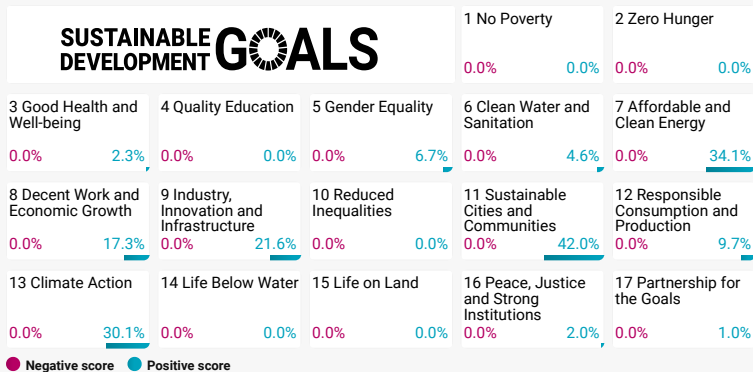 SUSTAINABLE
DEVELOPMENT GOALS
1 No Poverty
0.0% 0.0%
2 Zero Hunger
0.0% 0.0%
3 Good Health and
Well-being
0.0% 2.3%
4 Quality Education
0.0% 0.0%
5 Gender Equality
0.0% 6.7%
6 Clean Water and
Sanitation
0.0% 4.6%
7 Affordable and
Clean Energy
0.0% 34.1%
8 Decent Work and
Economic Growth
0.0% 17.3%
9 Industry,
Innovation and
Infrastructure
0.0% 21.6%
10 Reduced
Inequalities
0.0% 0.0%
11 Sustainable
Cities and
Communities
0.0% 42.0%
12 Responsible
Consumption and
Production
0.0% 9.7%
13 Climate Action
0.0% 30.1%
14 Life Below Water
0.0% 0.0%
15 Life on Land
0.0% 0.0%
16 Peace, Justice
and Strong
Institutions
0.0% 2.0%
17 Partnership for
the Goals
0.0% 1.0%
Negative score Positive score